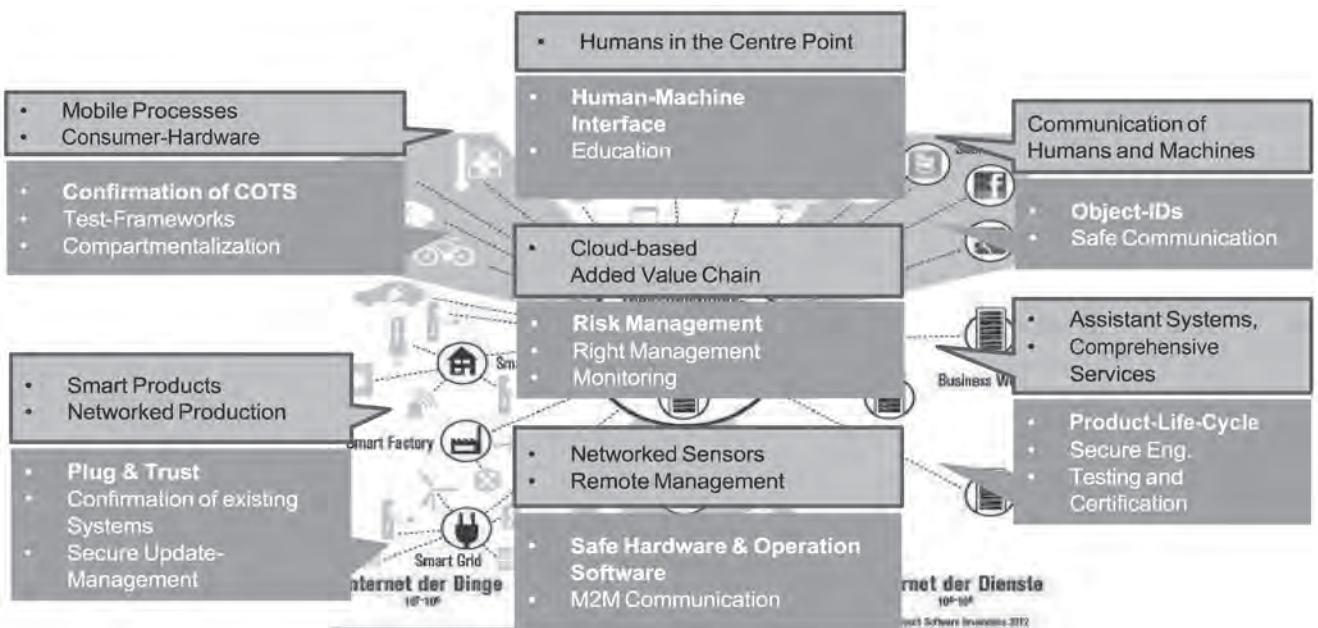 • Humans in the Centre Point
• Human-Machine
Interface
• Education
• Mobile Processes
• Consumer-Hardware
• Confirmation of COTS
• Test-Frameworks
• Compartmentalization
Communication of
Humans and Machines
• Object-IDs
• Safe Communication
• Cloud-based
Added Value Chain
• Risk Management
• Right Management
• Monitoring
• Assistant Systems,
• Comprehensive
Services
Business
• Product-Life-Cycle
• Secure Eng.
• Testing and
Certification
• Smart Products
• Networked Production
Smart Factory
• Plug & Trust
• Confirmation of existing
Systems
• Secure Update-
Management
Smart Grid
• Networked Sensors
• Remote Management
• Safe Hardware & Operation
Software
• M2M Communication
nternet der Dinge
rnet der Dienste
Software Innovations 2012